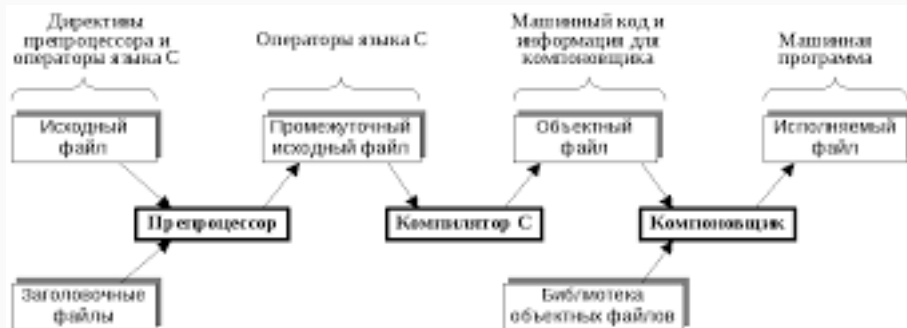 Директивы
препроцессора и
операторы языка С
Операторы языка С
Машинный код и
информация для
компоновщика
Машинная
программа
Исходный
файл
Промежуточный
исходный файл
Объектный
файл
Исполняемый
файл
Препроцессор
Компилятор С
Компоновщик
Заголовочные
файлы
Библиотека
объектных файлов